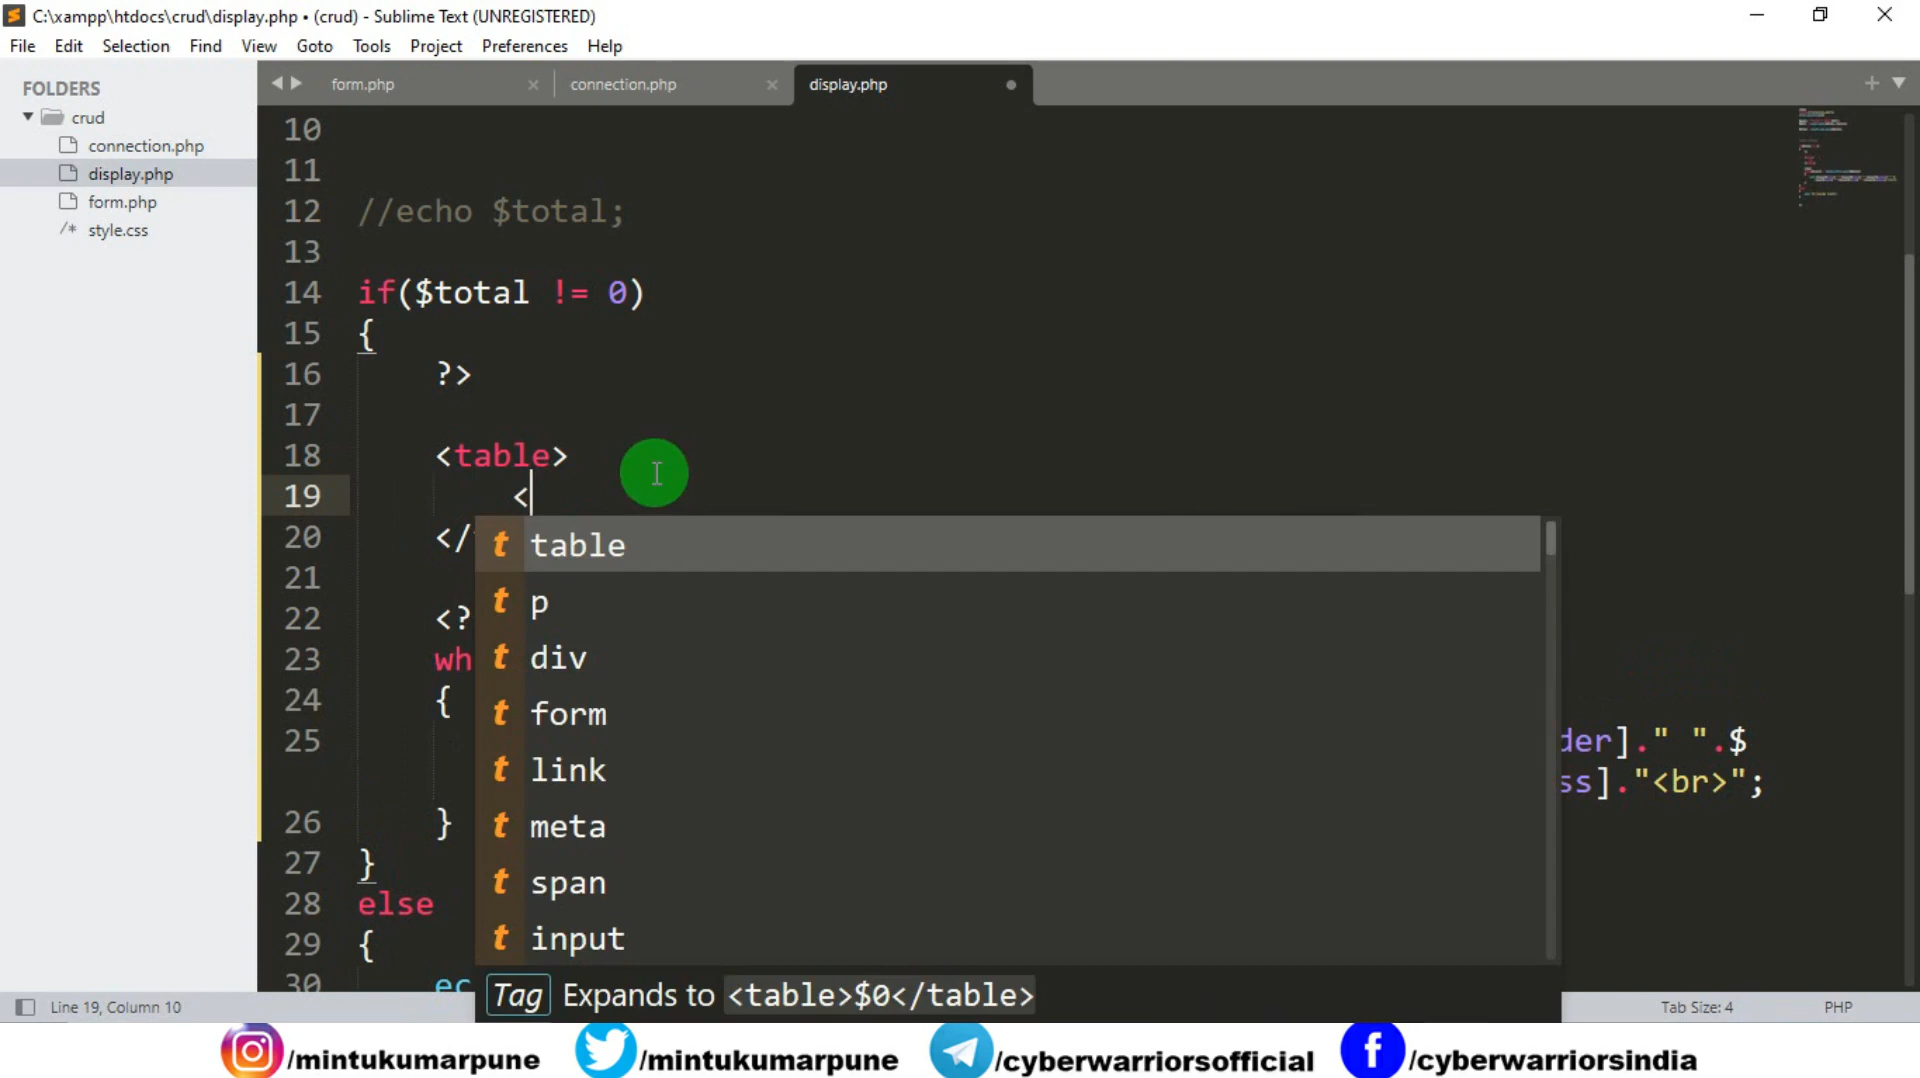 C:\xampp\htdocs\crud\display.php • (crud) - Sublime Text (UNREGISTERED)
File Edit Selection Find View Goto Tools Project Preferences Help
FOLDERS
crud
connection.php
display.php
form.php
/* style.css
form.php × connection.php × display.php
10
11
12 //echo $total;
13
14 if($total != 0)
15 {
16 ?>
17
18 <table>
19 <
20 </
21
22 <?
23 wh
24 {
25 der]." ".$
ss]."<br>";
26 }
27 }
28 else
29 {
30 ec
t table
t p
t div
t form
t link
t meta
t span
t input
Tag Expands to <table>$0</table>
Line 19, Column 10
Tab Size: 4
PHP
/mintukumarpune /mintukumarpune /cyberwarriorsofficial /cyberwarriorsindia